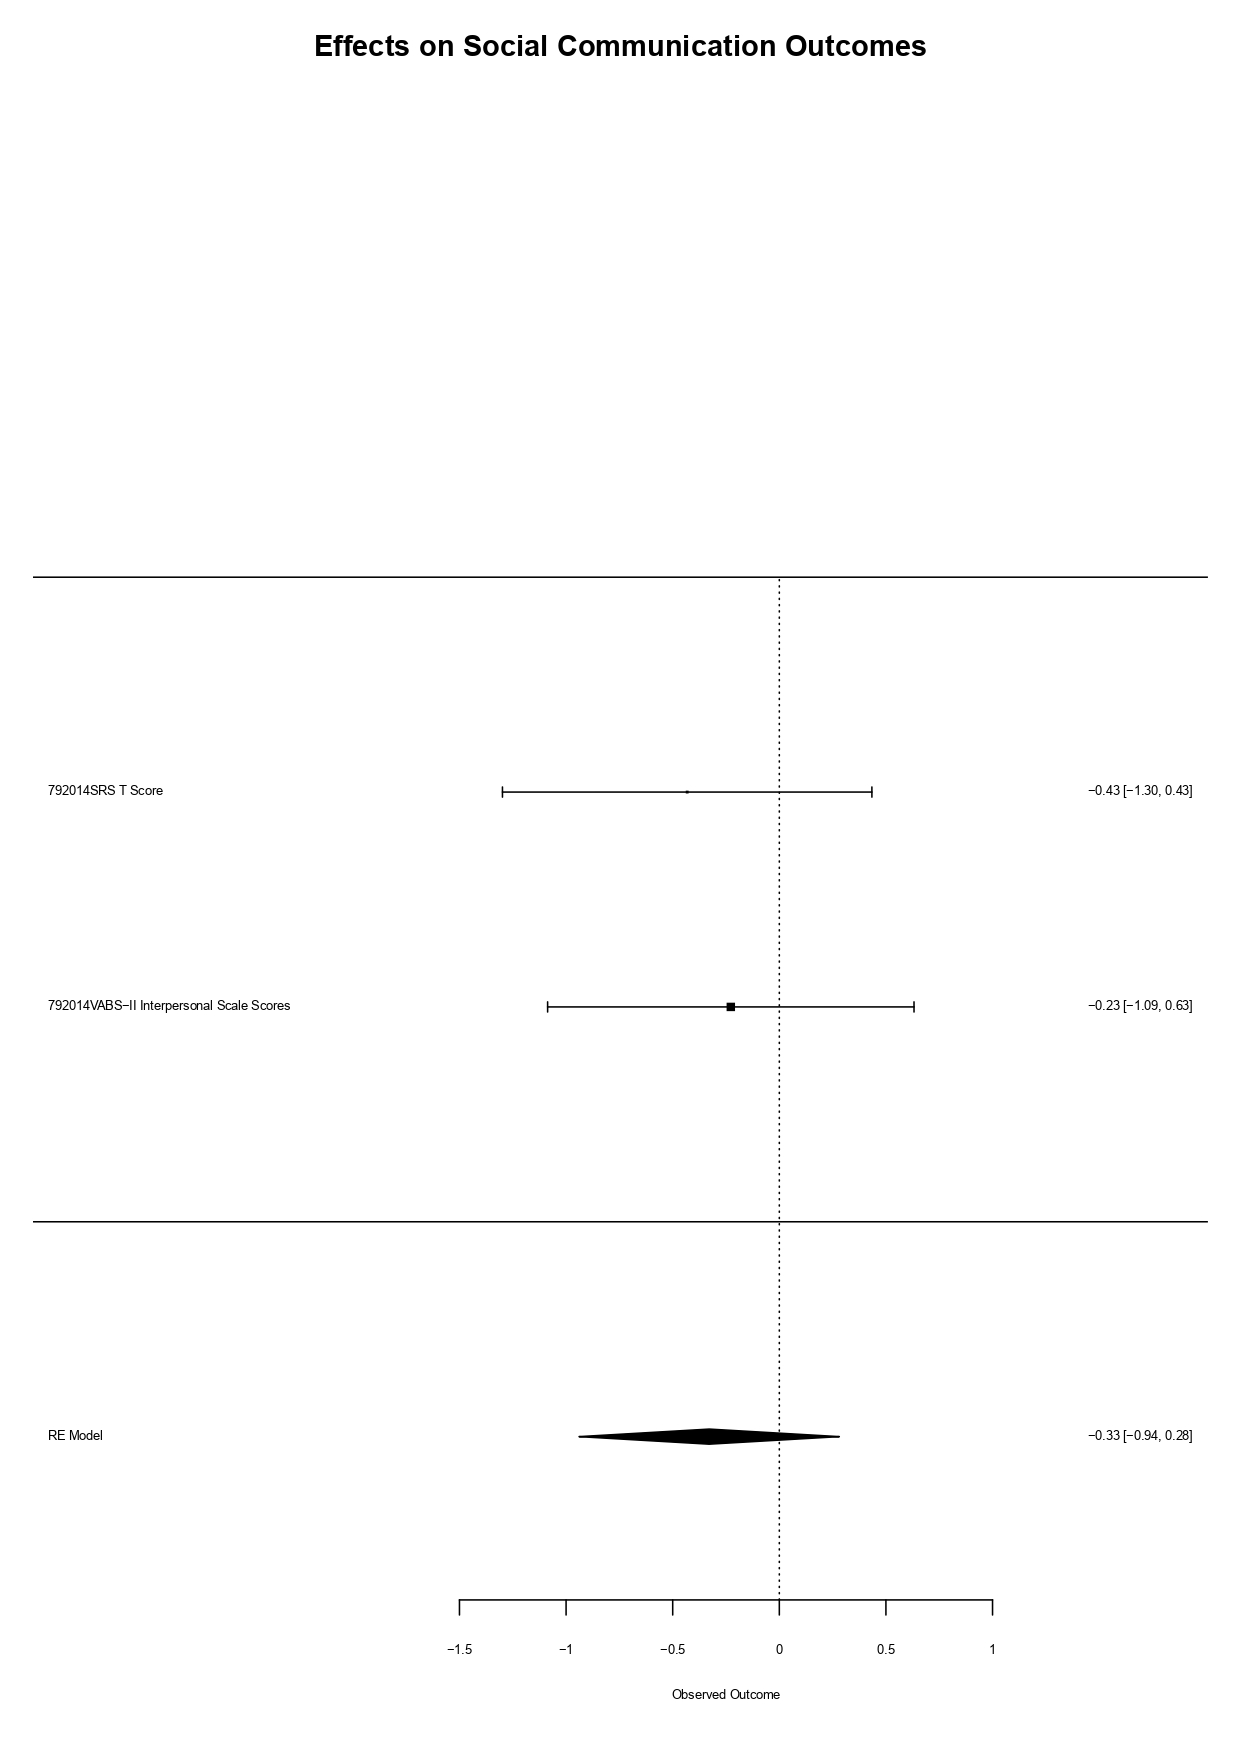 Effects on Social Communication Outcomes
792014SRS T Score −0.43 [−1.30, 0.43]
792014VABS−II Interpersonal Scale Scores −0.23 [−1.09, 0.63]
RE Model −0.33 [−0.94, 0.28]
−1.5 −1 −0.5 0 0.5 1
Observed Outcome